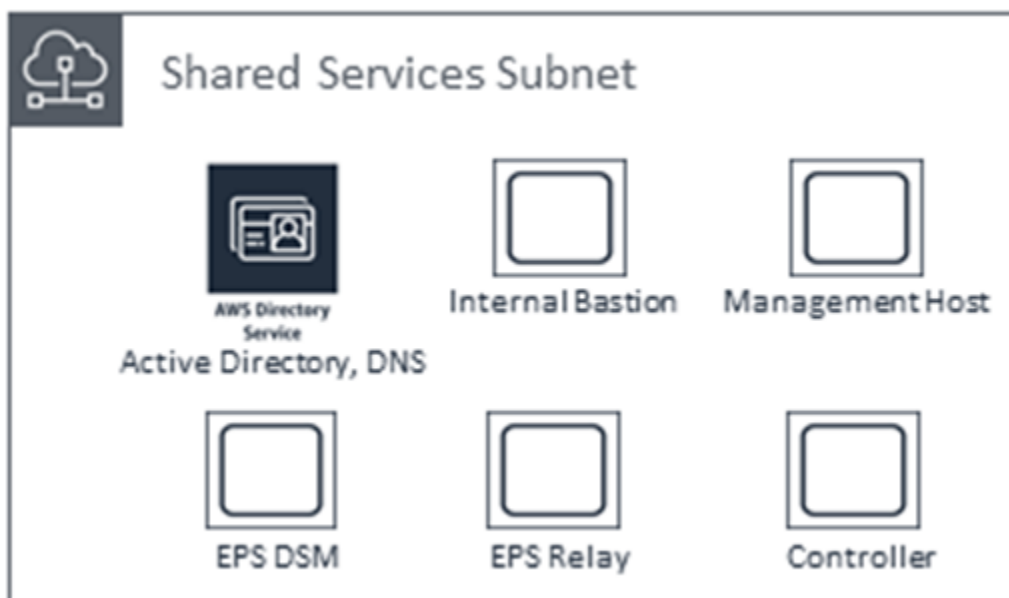 Shared Services Subnet
AWS Directory
Service
Active Directory, DNS
Internal Bastion
Management Host
EPS DSM
EPS Relay
Controller